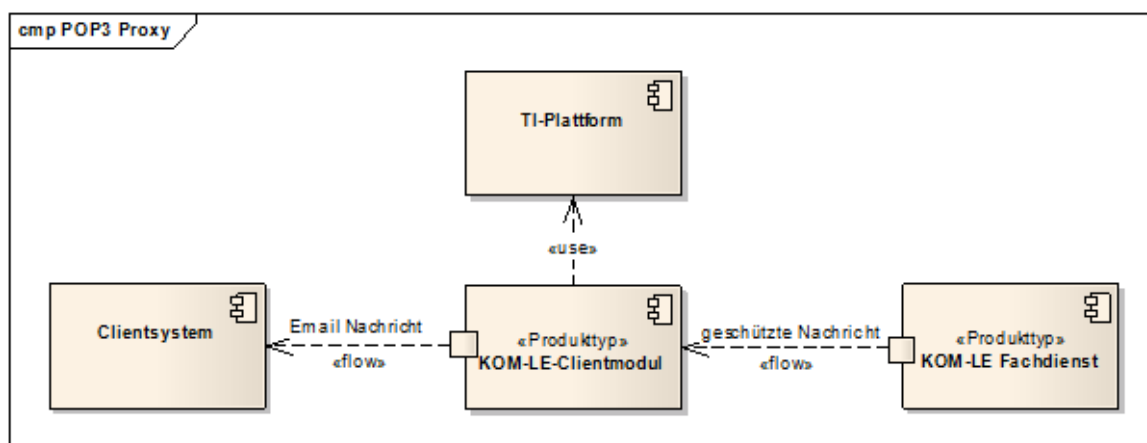 cmp POP3 Proxy
TI-Plattform
«use»
Clientsystem
Email Nachricht
«flow»
«Produkttyp»
KOM-LE-Clientmodul
geschützte Nachricht
«flow»
«Produkttyp»
KOM-LE Fachdienst